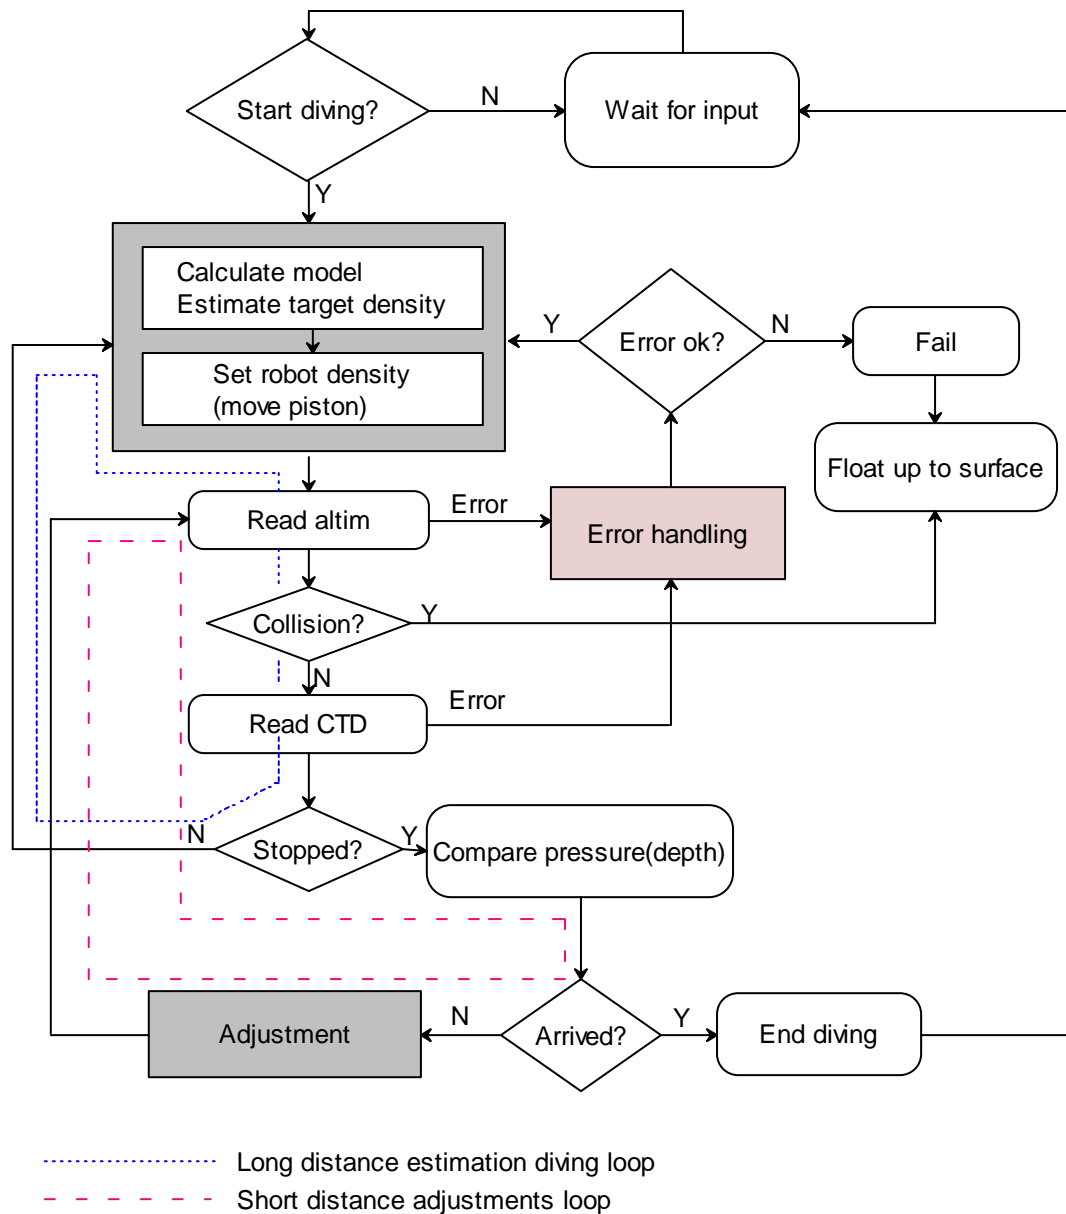 Start diving?
N
Wait for input
Y
Calculate model
Estimate target density
Set robot density
(move piston)
Y
Error ok?
N
Fail
Float up to surface
Read altim
Error
Error handling
Collision?
Y
N
Read CTD
Error
N
Stopped?
Y
Compare pressure(depth)
Adjustment
N
Arrived?
Y
End diving
Long distance estimation diving loop
Short distance adjustments loop